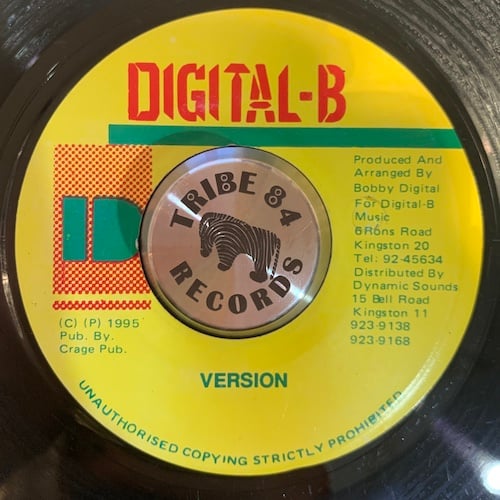 DIGITAL-B
TRIBE 84
RECORDS
Produced And
Arranged By
Bobby Digital
For Digital-B
Music
Rons Road
Kingston 20
Tel: 92-45634
Distributed By
Dynamic Sounds
15 Bell Road
Kingston 11
923-9138
923-9168
(C) (P) 1995
Pub. By.
Crage Pub.
VERSION
UNAUTHORISED COPYING STRICTLY PROHIBITED